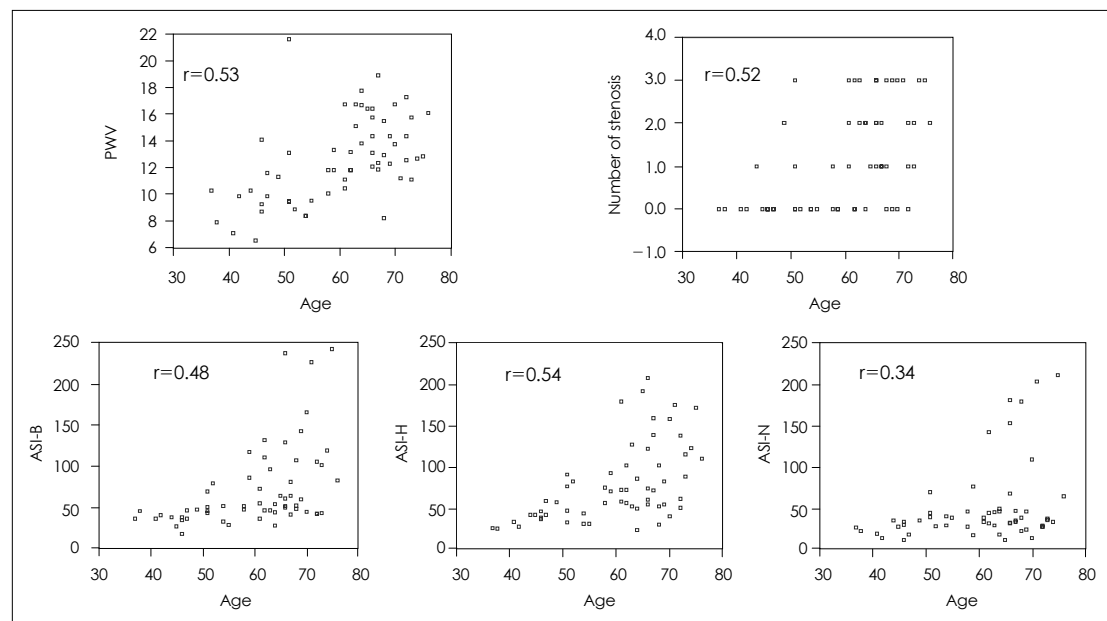 22
20
18
16
14
12
10
8
6
PWV
r=0.53
30 40 50 60 70 80
Age
4.0
3.0
2.0
1.0
0.0
−1.0
Number of stenosis
r=0.52
30 40 50 60 70 80
Age
250
200
150
100
50
0
ASI-B
r=0.48
30 40 50 60 70 80
Age
250
200
150
100
50
0
ASI-H
r=0.54
30 40 50 60 70 80
Age
250
200
150
100
50
0
ASI-N
r=0.34
30 40 50 60 70 80
Age